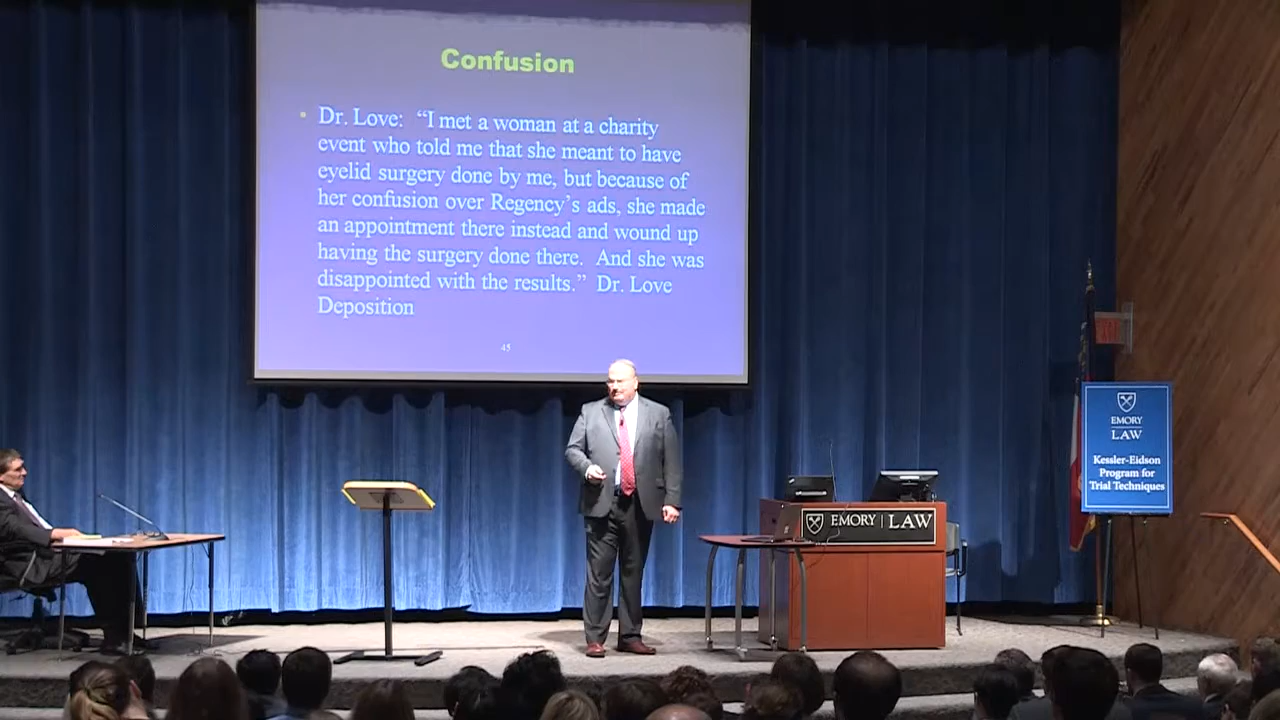 Confusion
• Dr. Love: “I met a woman at a charity
event who told me that she meant to have
eyelid surgery done by me, but because of
her confusion over Regency’s ads, she made
an appointment there instead and wound up
having the surgery done there. And she was
disappointed with the results.” Dr. Love
Deposition
45
EMORY
LAW
Kessler-Eidson
Program for
Trial Techniques
EMORY | LAW